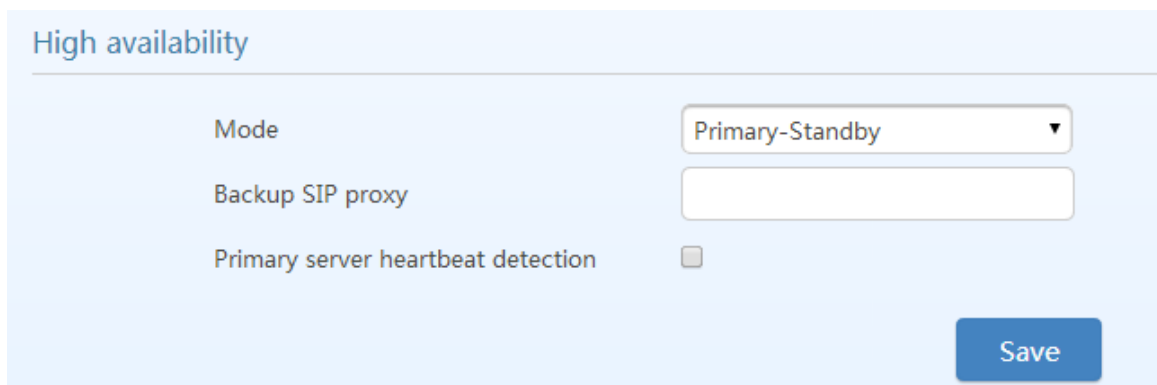 High availability
Mode Primary-Standby
Backup SIP proxy
Primary server heartbeat detection
Save